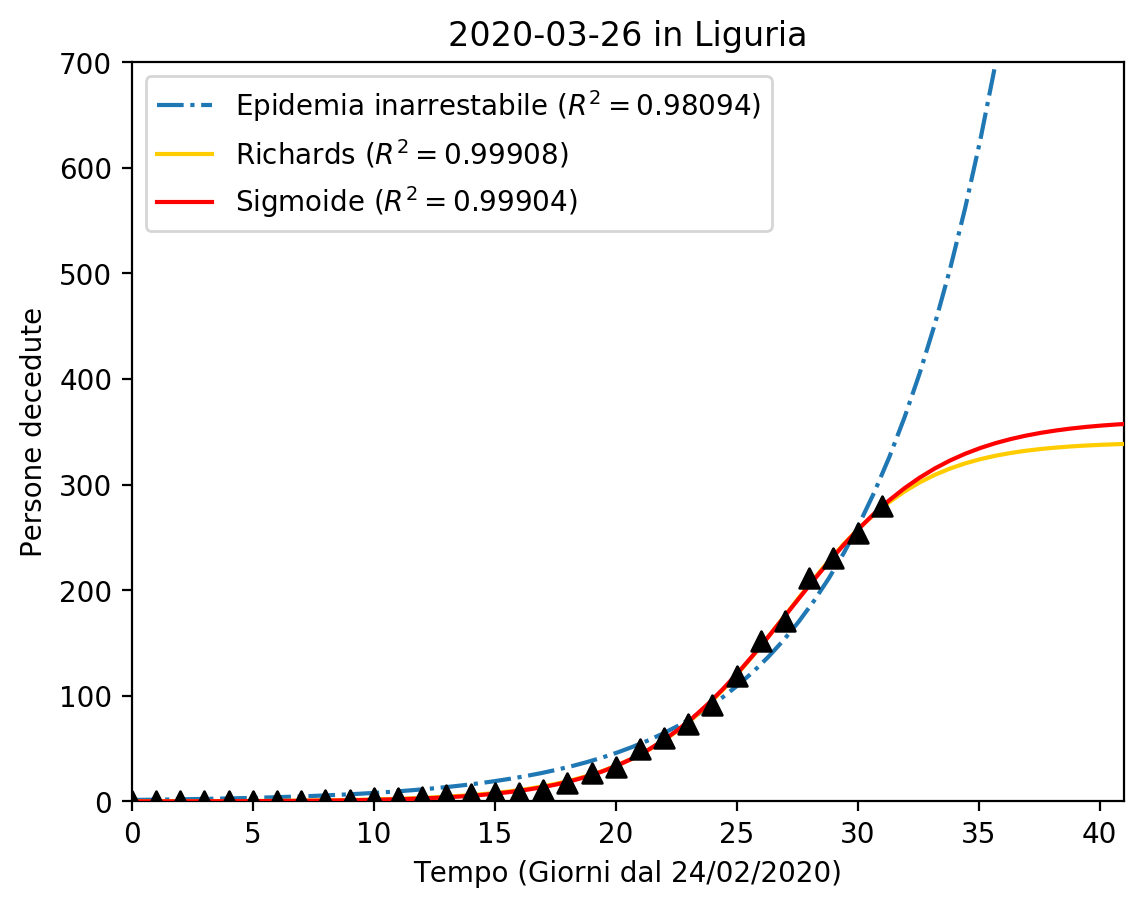 2020-03-26 in Liguria
Epidemia inarrestabile (R² = 0.98094)
Richards (R² = 0.99908)
Sigmoide (R² = 0.99904)
700
600
500
400
300
200
100
0
Persone decedute
0 5 10 15 20 25 30 35 40
Tempo (Giorni dal 24/02/2020)